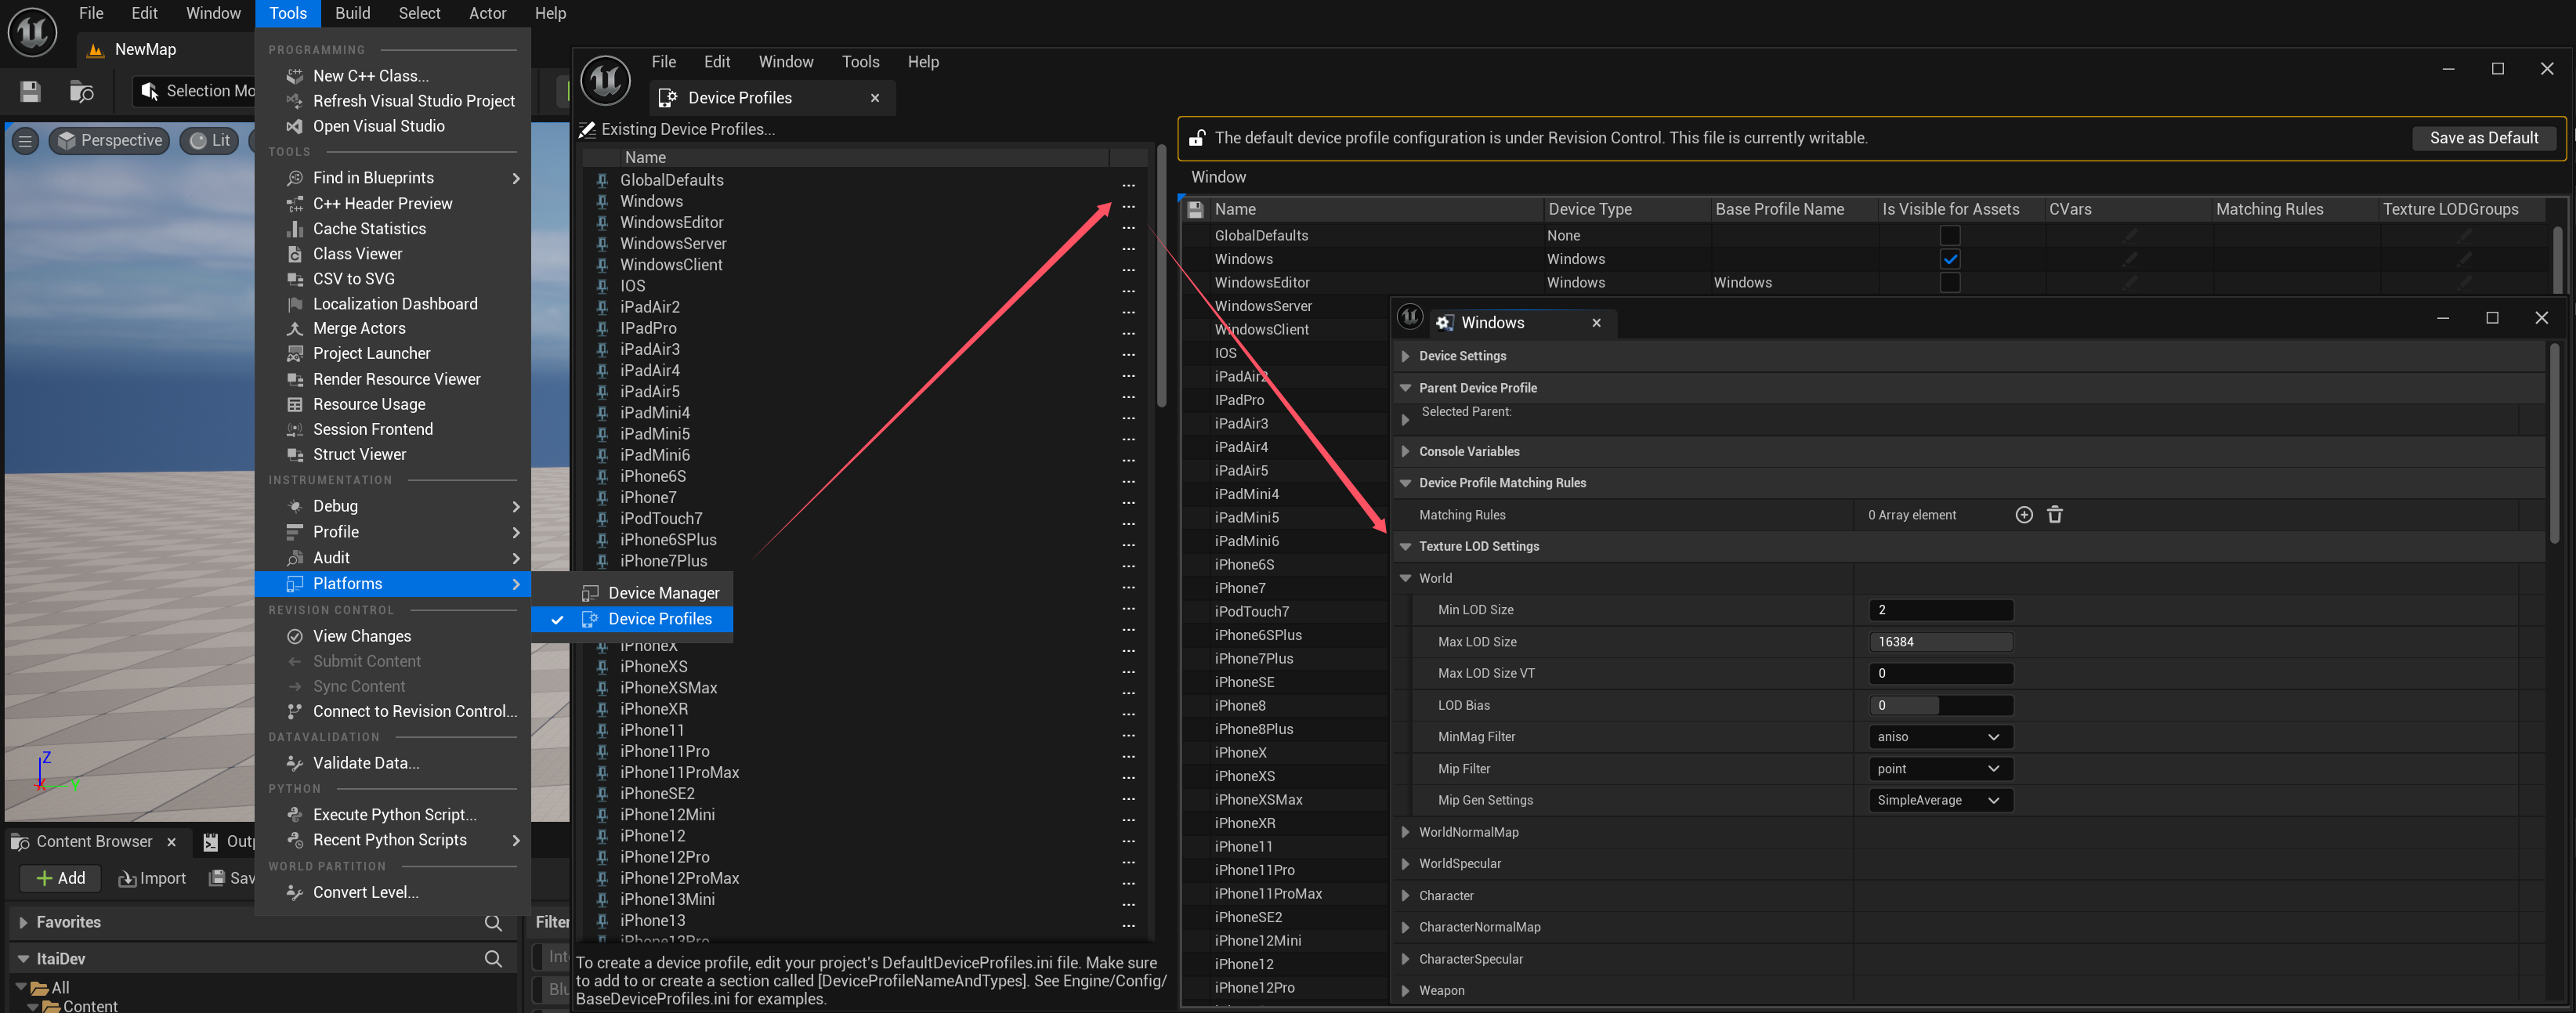 File Edit Window Tools Build Select Actor Help
NewMap
Selection Mo
Perspective
Lit
PROGRAMMING
New C++ Class...
Refresh Visual Studio Project
Open Visual Studio
TOOLS
Find in Blueprints
C++ Header Preview
Cache Statistics
Class Viewer
CSV to SVG
Localization Dashboard
Merge Actors
Project Launcher
Render Resource Viewer
Resource Usage
Session Frontend
Struct Viewer
INSTRUMENTATION
Debug
Profile
Audit
Platforms
REVISION CONTROL
View Changes
Submit Content
Sync Content
Connect to Revision Control...
DATAVALIDATION
Validate Data...
PYTHON
Execute Python Script...
Recent Python Scripts
WORLD PARTITION
Convert Level...
Device Manager
Device Profiles
Z
X
Y
Content Browser
Outp
Add
Import
Sav
Favorites
ItaiDev
All
Content
Filter
Inte
Blu
File Edit Window Tools Help
Device Profiles
Existing Device Profiles...
Name
GlobalDefaults ...
Windows ...
WindowsEditor ...
WindowsServer ...
WindowsClient ...
IOS ...
iPadAir2 ...
IPadPro ...
iPadAir3 ...
iPadAir4 ...
iPadAir5 ...
iPadMini4 ...
iPadMini5 ...
iPadMini6 ...
iPhone6S ...
iPhone7 ...
iPodTouch7 ...
iPhone6SPlus ...
iPhone7Plus ...
iPhoneX ...
iPhoneXS ...
iPhoneXSMax ...
iPhoneXR ...
iPhone11 ...
iPhone11Pro ...
iPhone11ProMax ...
iPhoneSE2 ...
iPhone12Mini ...
iPhone12 ...
iPhone12Pro ...
iPhone12ProMax ...
iPhone13Mini ...
iPhone13 ...
iPhone13Pro
To create a device profile, edit your project's DefaultDeviceProfiles.ini file. Make sure
to add to or create a section called [DeviceProfileNameAndTypes]. See Engine/Config/
BaseDeviceProfiles.ini for examples.
The default device profile configuration is under Revision Control. This file is currently writable.
Save as Default
Window
Name Device Type Base Profile Name Is Visible for Assets CVars Matching Rules Texture LODGroups
GlobalDefaults None
Windows Windows
WindowsEditor Windows Windows
WindowsServer
WindowsClient
IOS
iPadAir2
IPadPro
iPadAir3
iPadAir4
iPadAir5
iPadMini4
iPadMini5
iPadMini6
iPhone6S
iPhone7
iPodTouch7
iPhone6SPlus
iPhone7Plus
iPhoneSE
iPhone8
iPhone8Plus
iPhoneX
iPhoneXS
iPhoneXSMax
iPhoneXR
iPhone11
iPhone11Pro
iPhone11ProMax
iPhoneSE2
iPhone12Mini
iPhone12
iPhone12Pro
Windows
Device Settings
Parent Device Profile
Selected Parent:
Console Variables
Device Profile Matching Rules
Matching Rules 0 Array element
Texture LOD Settings
World
Min LOD Size 2
Max LOD Size 16384
Max LOD Size VT 0
LOD Bias 0
MinMag Filter aniso
Mip Filter point
Mip Gen Settings SimpleAverage
WorldNormalMap
WorldSpecular
Character
CharacterNormalMap
CharacterSpecular
Weapon